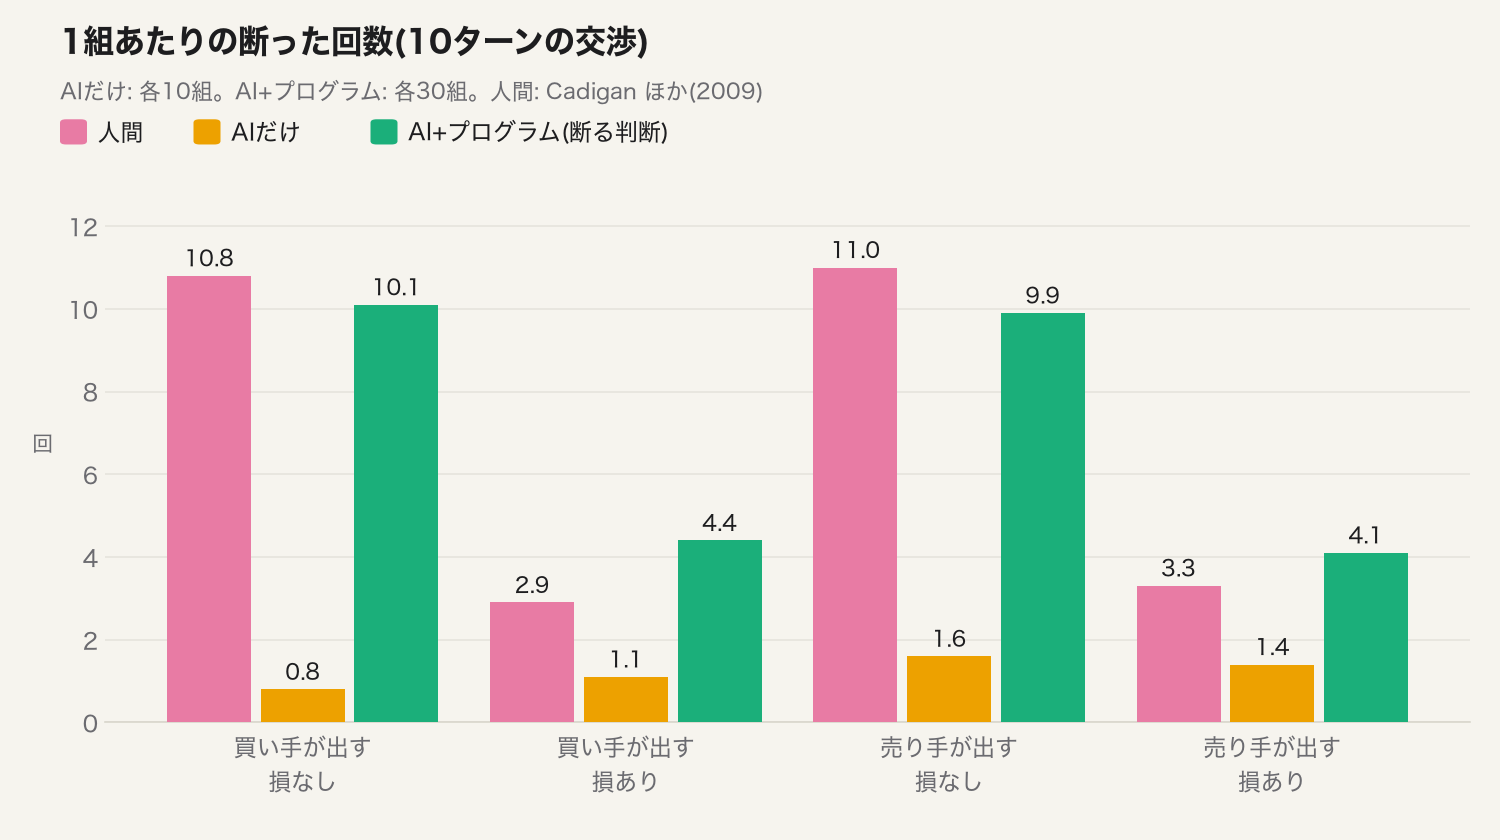 1組あたりの断った回数(10ターンの交渉)
AIだけ: 各10組。AI+プログラム: 各30組。人間: Cadigan ほか(2009)
人間 AIだけ AI+プログラム(断る判断)
12
10
8
6
4
2
0
回
10.8
0.8
10.1
2.9
1.1
4.4
11.0
1.6
9.9
3.3
1.4
4.1
買い手が出す
損なし
買い手が出す
損あり
売り手が出す
損なし
売り手が出す
損あり